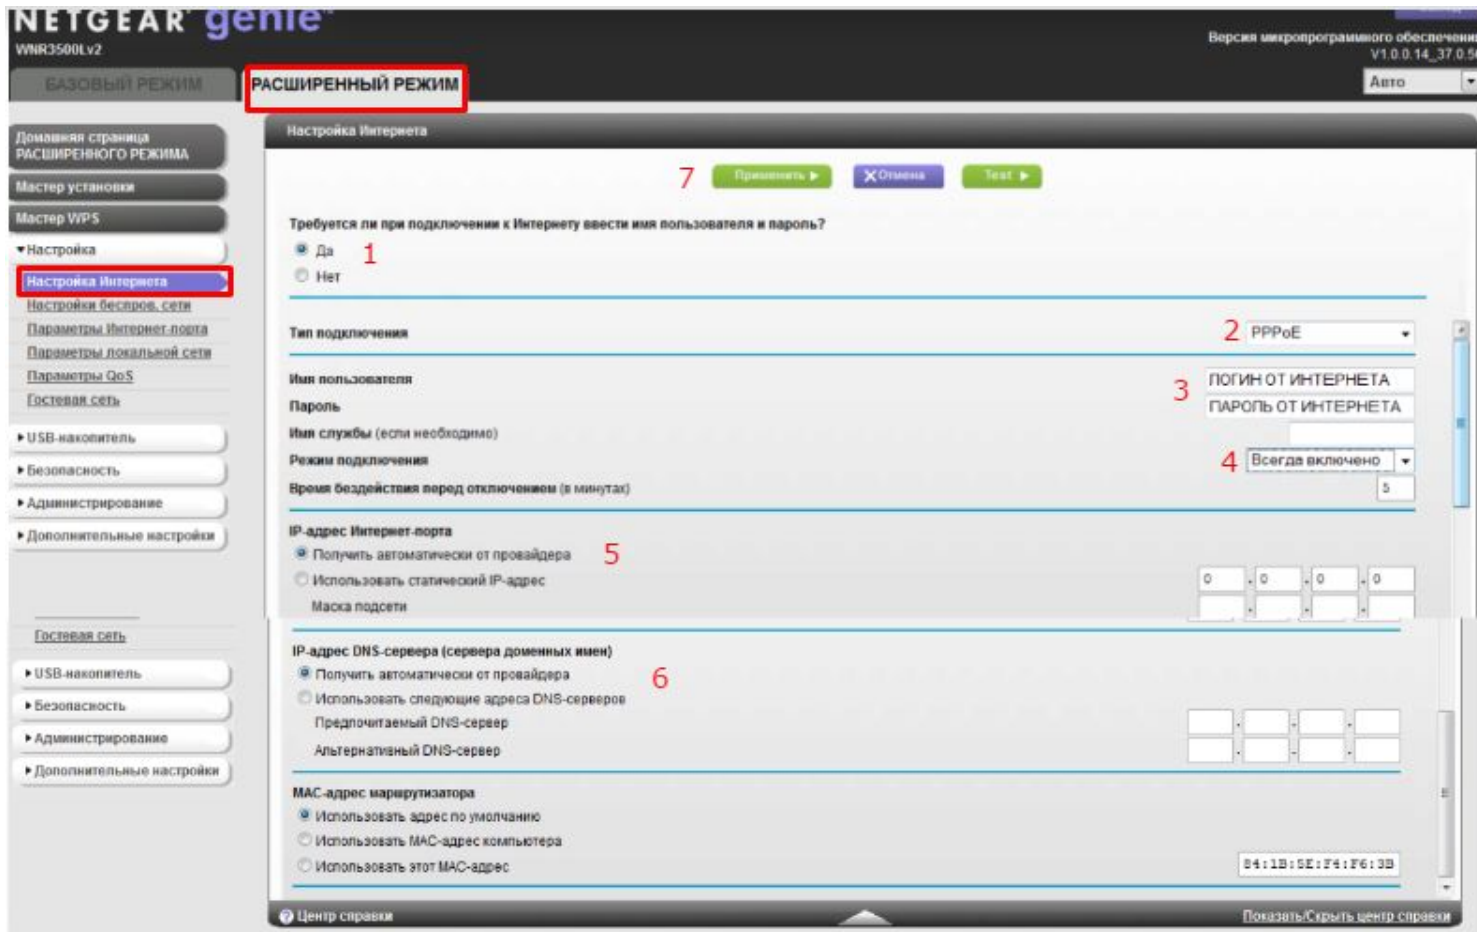 NETGEAR genie
WNR3500Lv2
Версия микропрограммного обеспечения
V1.0.0.14_37.0.5
БАЗОВЫЙ РЕЖИМ
РАСШИРЕННЫЙ РЕЖИМ
Авто
Домашняя страница
РАСШИРЕННОГО РЕЖИМА
Мастер установки
Мастер WPS
Настройка
Настройка Интернета
Настройки беспров. сети
Параметры Интернет-порта
Параметры локальной сети
Параметры QoS
Гостевая сеть
USB-накопитель
Безопасность
Администрирование
Дополнительные настройки
Гостевая сеть
USB-накопитель
Безопасность
Администрирование
Дополнительные настройки
Настройка Интернета
7 Применить Отмена Test
Требуется ли при подключении к Интернету ввести имя пользователя и пароль?
Да 1
Нет
Тип подключения 2 PPPoE
Имя пользователя 3 ЛОГИН ОТ ИНТЕРНЕТА
Пароль ПАРОЛЬ ОТ ИНТЕРНЕТА
Имя службы (если необходимо)
Режим подключения 4 Всегда включено
Время бездействия перед отключением (в минутах) 5
IP-адрес Интернет-порта
Получить автоматически от провайдера 5
Использовать статический IP-адрес 0 . 0 . 0 . 0
Маска подсети . . .
IP-адрес DNS-сервера (сервера доменных имен)
Получить автоматически от провайдера 6
Использовать следующие адреса DNS-серверов
Предпочитаемый DNS-сервер . . .
Альтернативный DNS-сервер . . .
MAC-адрес маршрутизатора
Использовать адрес по умолчанию
Использовать MAC-адрес компьютера
Использовать этот MAC-адрес 84:1B:5E:F4:F6:3B
Центр справки
Показать/Скрыть центр справки